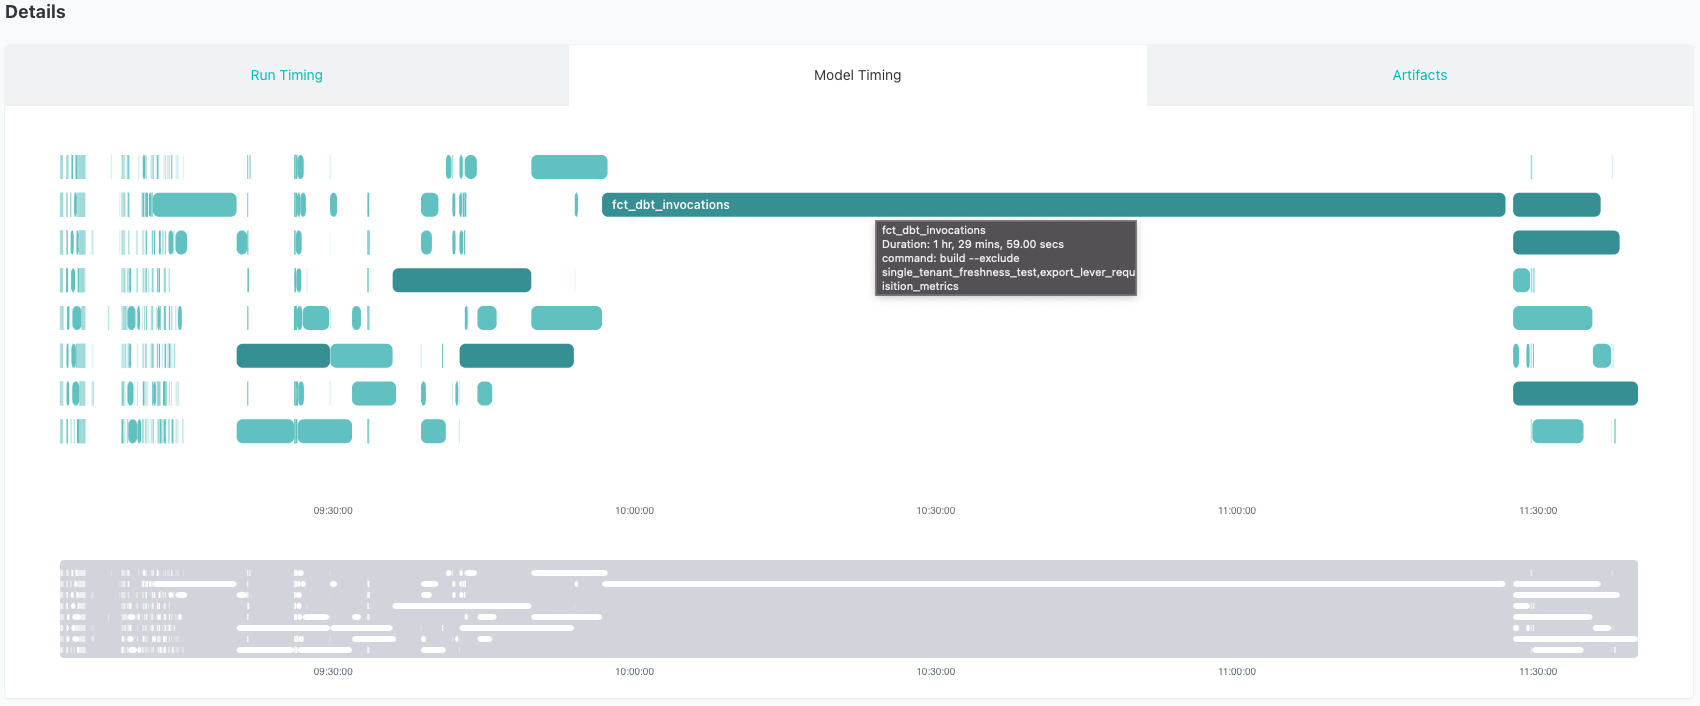 Details
Run Timing
Model Timing
Artifacts
fct_dbt_invocations
fct_dbt_invocations
Duration: 1 hr, 29 mins, 59.00 secs
command: build --exclude
single_tenant_freshness_test,export_lever_requ
isition_metrics
09:30:00
10:00:00
10:30:00
11:00:00
11:30:00
09:30:00
10:00:00
10:30:00
11:00:00
11:30:00